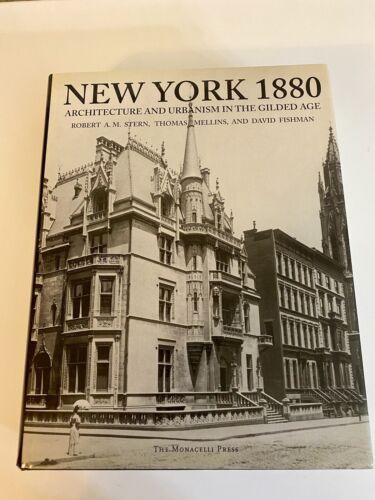 NEW YORK 1880
ARCHITECTURE AND URBANISM IN THE GILDED AGE
ROBERT A. M. STERN, THOMAS MELLINS, AND DAVID FISHMAN
THE MONACELLI PRESS